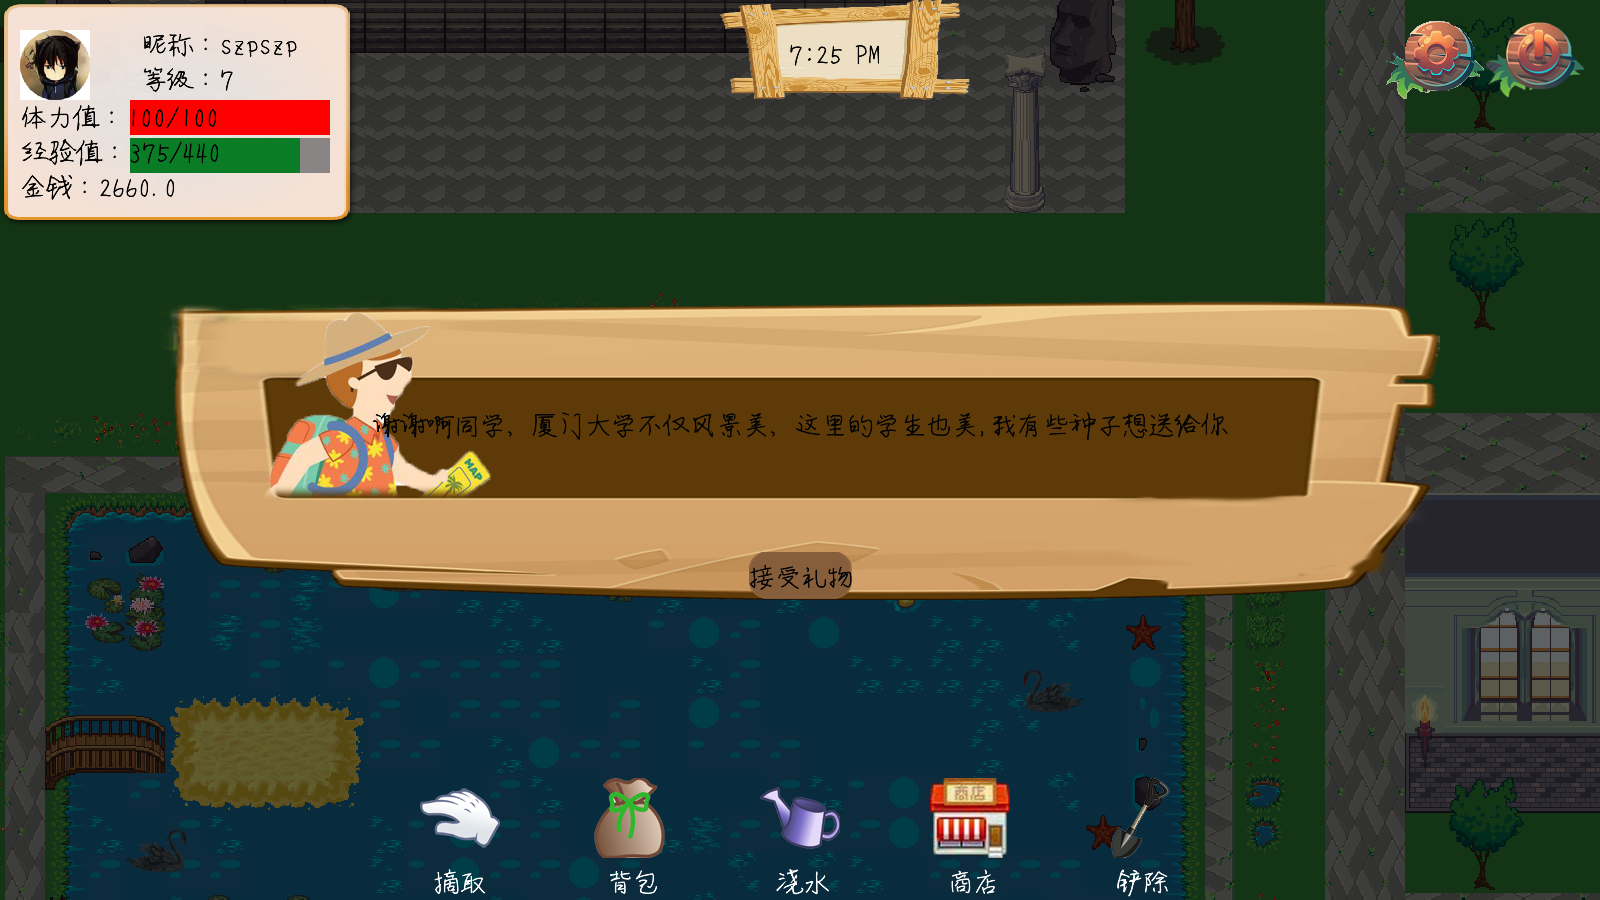 昵称：szpszp
等级：7
体力值：100/100
经验值：375/440
金钱：2660.0
7:25 PM
谢谢啊同学，厦门大学不仅风景美，这里的学生也美,我有些种子想送给你
MAP
接受礼物
商店
摘取
背包
浇水
商店
铲除